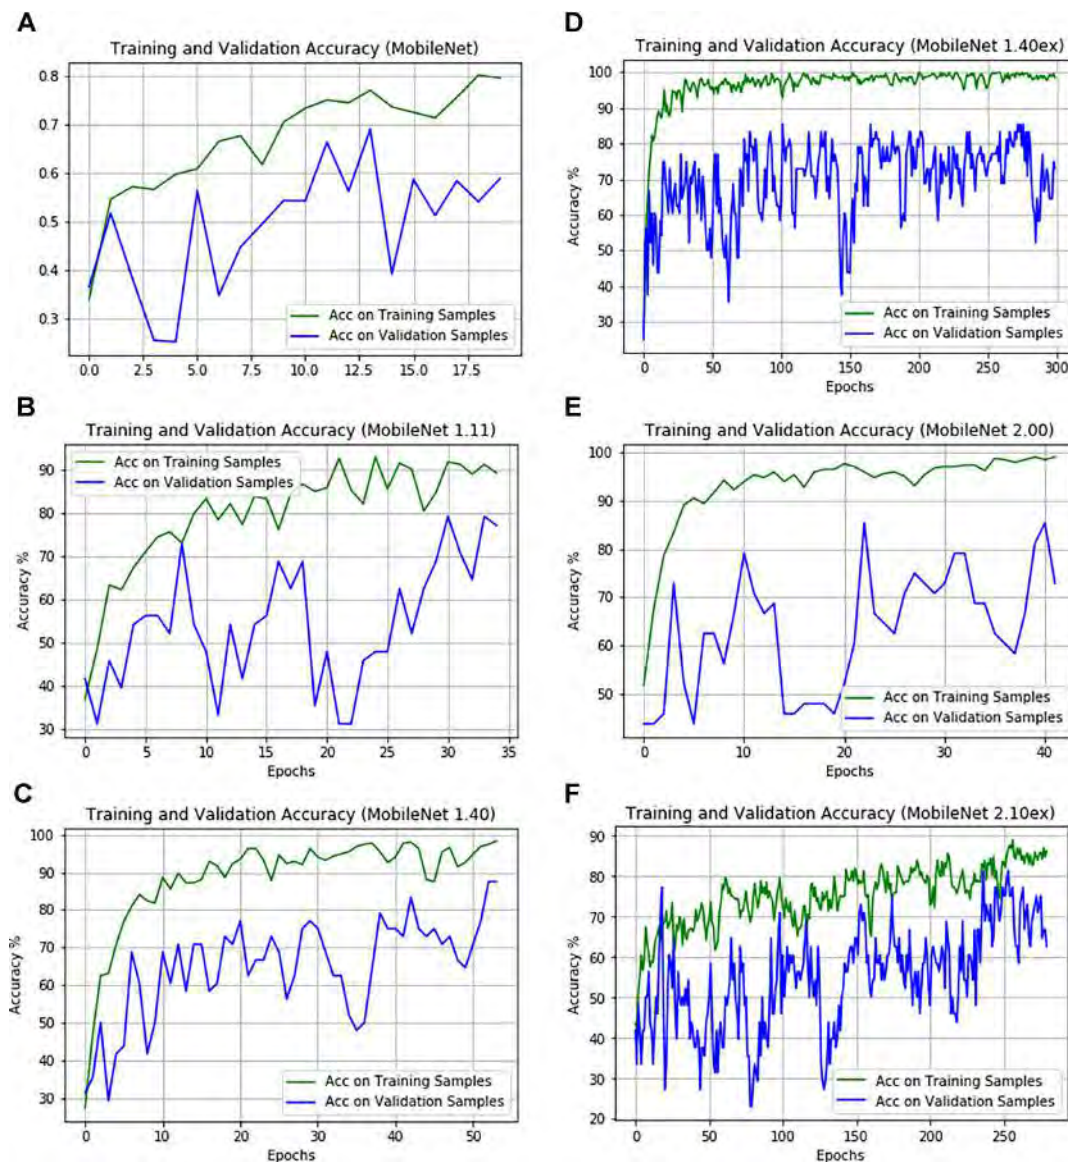 A
Training and Validation Accuracy (MobileNet)
0.8
0.7
0.6
0.5
0.4
0.3
Acc on Training Samples
Acc on Validation Samples
0.0 2.5 5.0 7.5 10.0 12.5 15.0 17.5
B
Training and Validation Accuracy (MobileNet 1.11)
Accuracy %
90
80
70
60
50
40
30
Acc on Training Samples
Acc on Validation Samples
0 5 10 15 20 25 30 35
Epochs
C
Training and Validation Accuracy (MobileNet 1.40)
Accuracy %
100
90
80
70
60
50
40
30
Acc on Training Samples
Acc on Validation Samples
0 10 20 30 40 50
Epochs
D
Training and Validation Accuracy (MobileNet 1.40ex)
Accuracy %
100
90
80
70
60
50
40
30
Acc on Training Samples
Acc on Validation Samples
0 50 100 150 200 250 300
Epochs
E
Training and Validation Accuracy (MobileNet 2.00)
Accuracy %
100
90
80
70
60
50
Acc on Training Samples
Acc on Validation Samples
0 10 20 30 40
Epochs
F
Training and Validation Accuracy (MobileNet 2.10ex)
Accuracy %
90
80
70
60
50
40
30
20
Acc on Training Samples
Acc on Validation Samples
0 50 100 150 200 250
Epochs